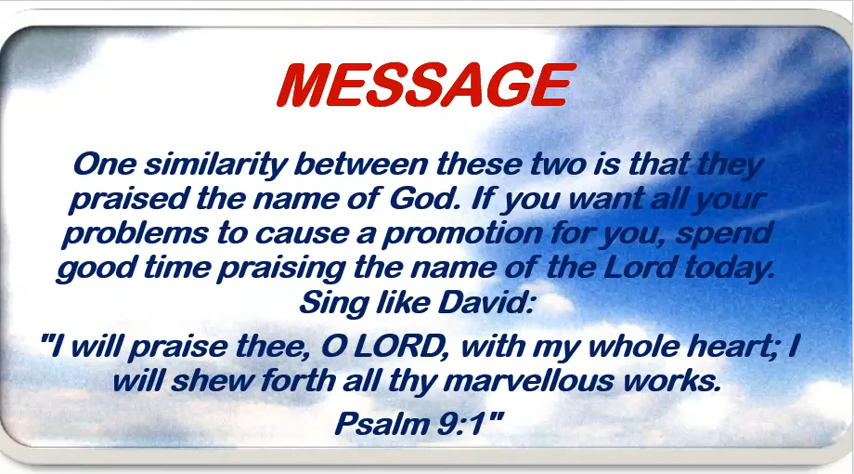 MESSAGE
One similarity between these two is that they
praised the name of God. If you want all your
problems to cause a promotion for you, spend
good time praising the name of the Lord today.
Sing like David:
"I will praise thee, O LORD, with my whole heart; I
will shew forth all thy marvellous works.
Psalm 9:1"